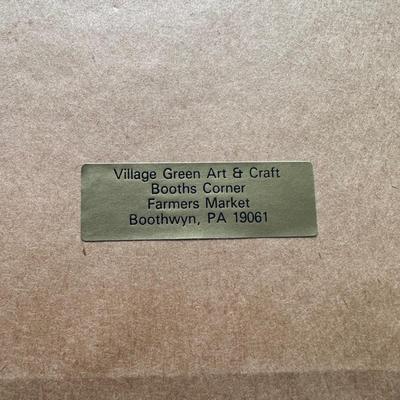 Village Green Art & Craft
Booths Corner
Farmers Market
Boothwyn, PA 19061